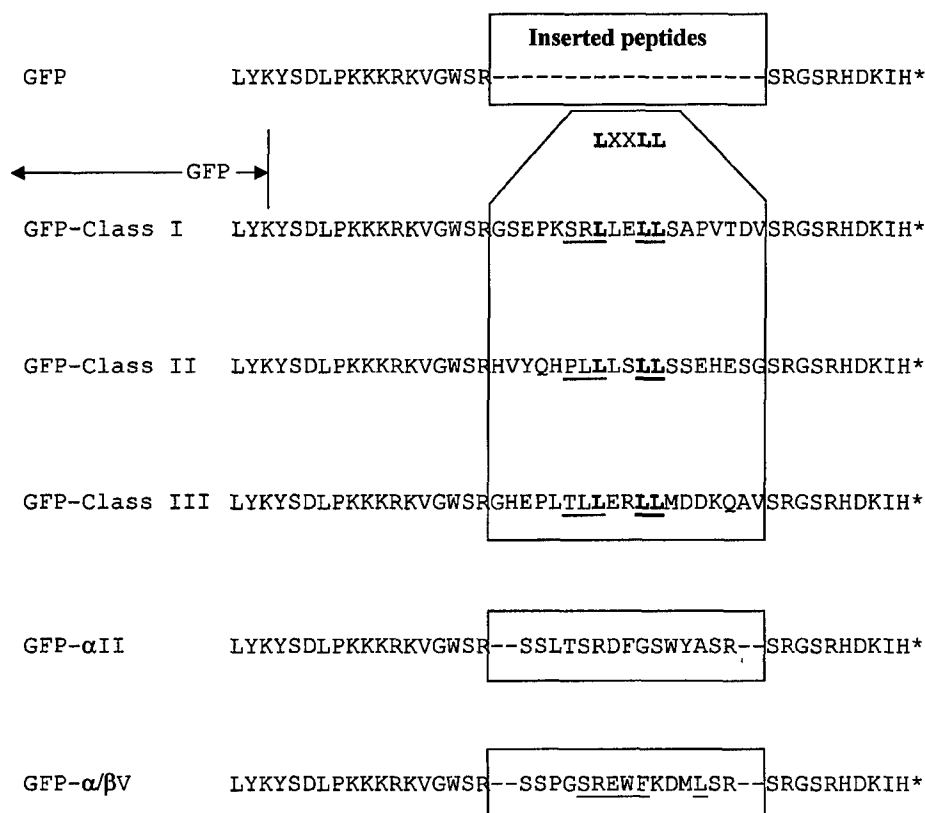 Inserted peptides
GFP LYKYSDLPKKKRKVGWSR-------------------SRGSRHDKIH*
LXXLL
GFP
GFP-Class I LYKYSDLPKKKRKVGWSRGSEPKSRLLELLSAPVTDVSRGSRHDKIH*
GFP-Class II LYKYSDLPKKKRKVGWSRHVYQHPLLLSLLSSEHESGSRGSRHDKIH*
GFP-Class III LYKYSDLPKKKRKVGWSRGHEPLTLLERLLMDDKQAVSRGSRHDKIH*
GFP-αII LYKYSDLPKKKRKVGWSR--SSLTSRDFGSWYASR--SRGSRHDKIH*
GFP-α/βV LYKYSDLPKKKRKVGWSR--SSPGSREWFKDMLSR--SRGSRHDKIH*